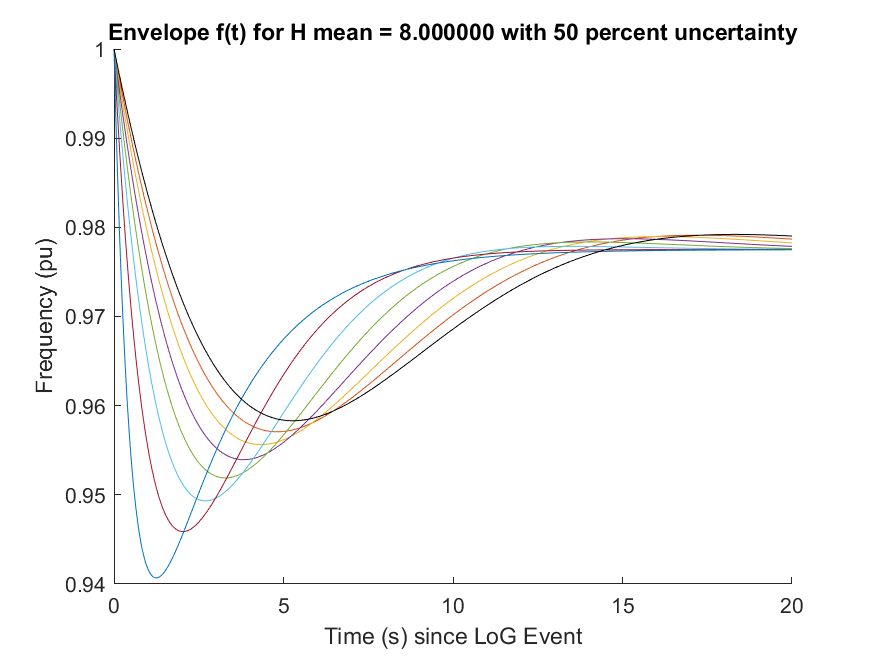 Envelope f(t) for H mean = 8.000000 with 50 percent uncertainty
1
0.99
0.98
0.97
0.96
0.95
0.94
Frequency (pu)
0 5 10 15 20
Time (s) since LoG Event